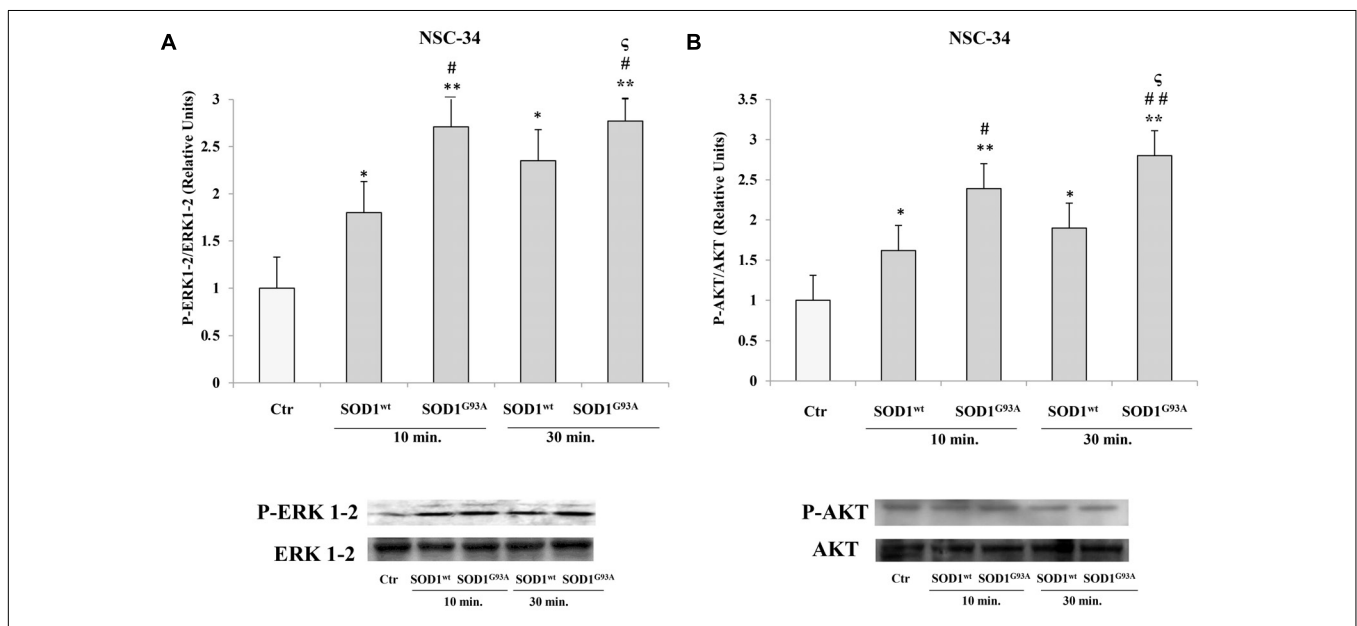 A
NSC-34
ς
#
#
**
**
*
*
3
2.5
2
1.5
1
0.5
0
P-ERK1-2/ERK1-2 (Relative Units)
Ctr SOD1wt SOD1G93A SOD1wt SOD1G93A
10 min. 30 min.
P-ERK 1-2
ERK 1-2
Ctr SOD1wt SOD1G93A SOD1wt SOD1G93A
10 min. 30 min.
B
NSC-34
ς
# #
**
#
**
*
*
3.5
3
2.5
2
1.5
1
0.5
0
P-AKT/AKT (Relative Units)
Ctr SOD1wt SOD1G93A SOD1wt SOD1G93A
10 min. 30 min.
P-AKT
AKT
Ctr SOD1wt SOD1G93A SOD1wt SOD1G93A
10 min. 30 min.